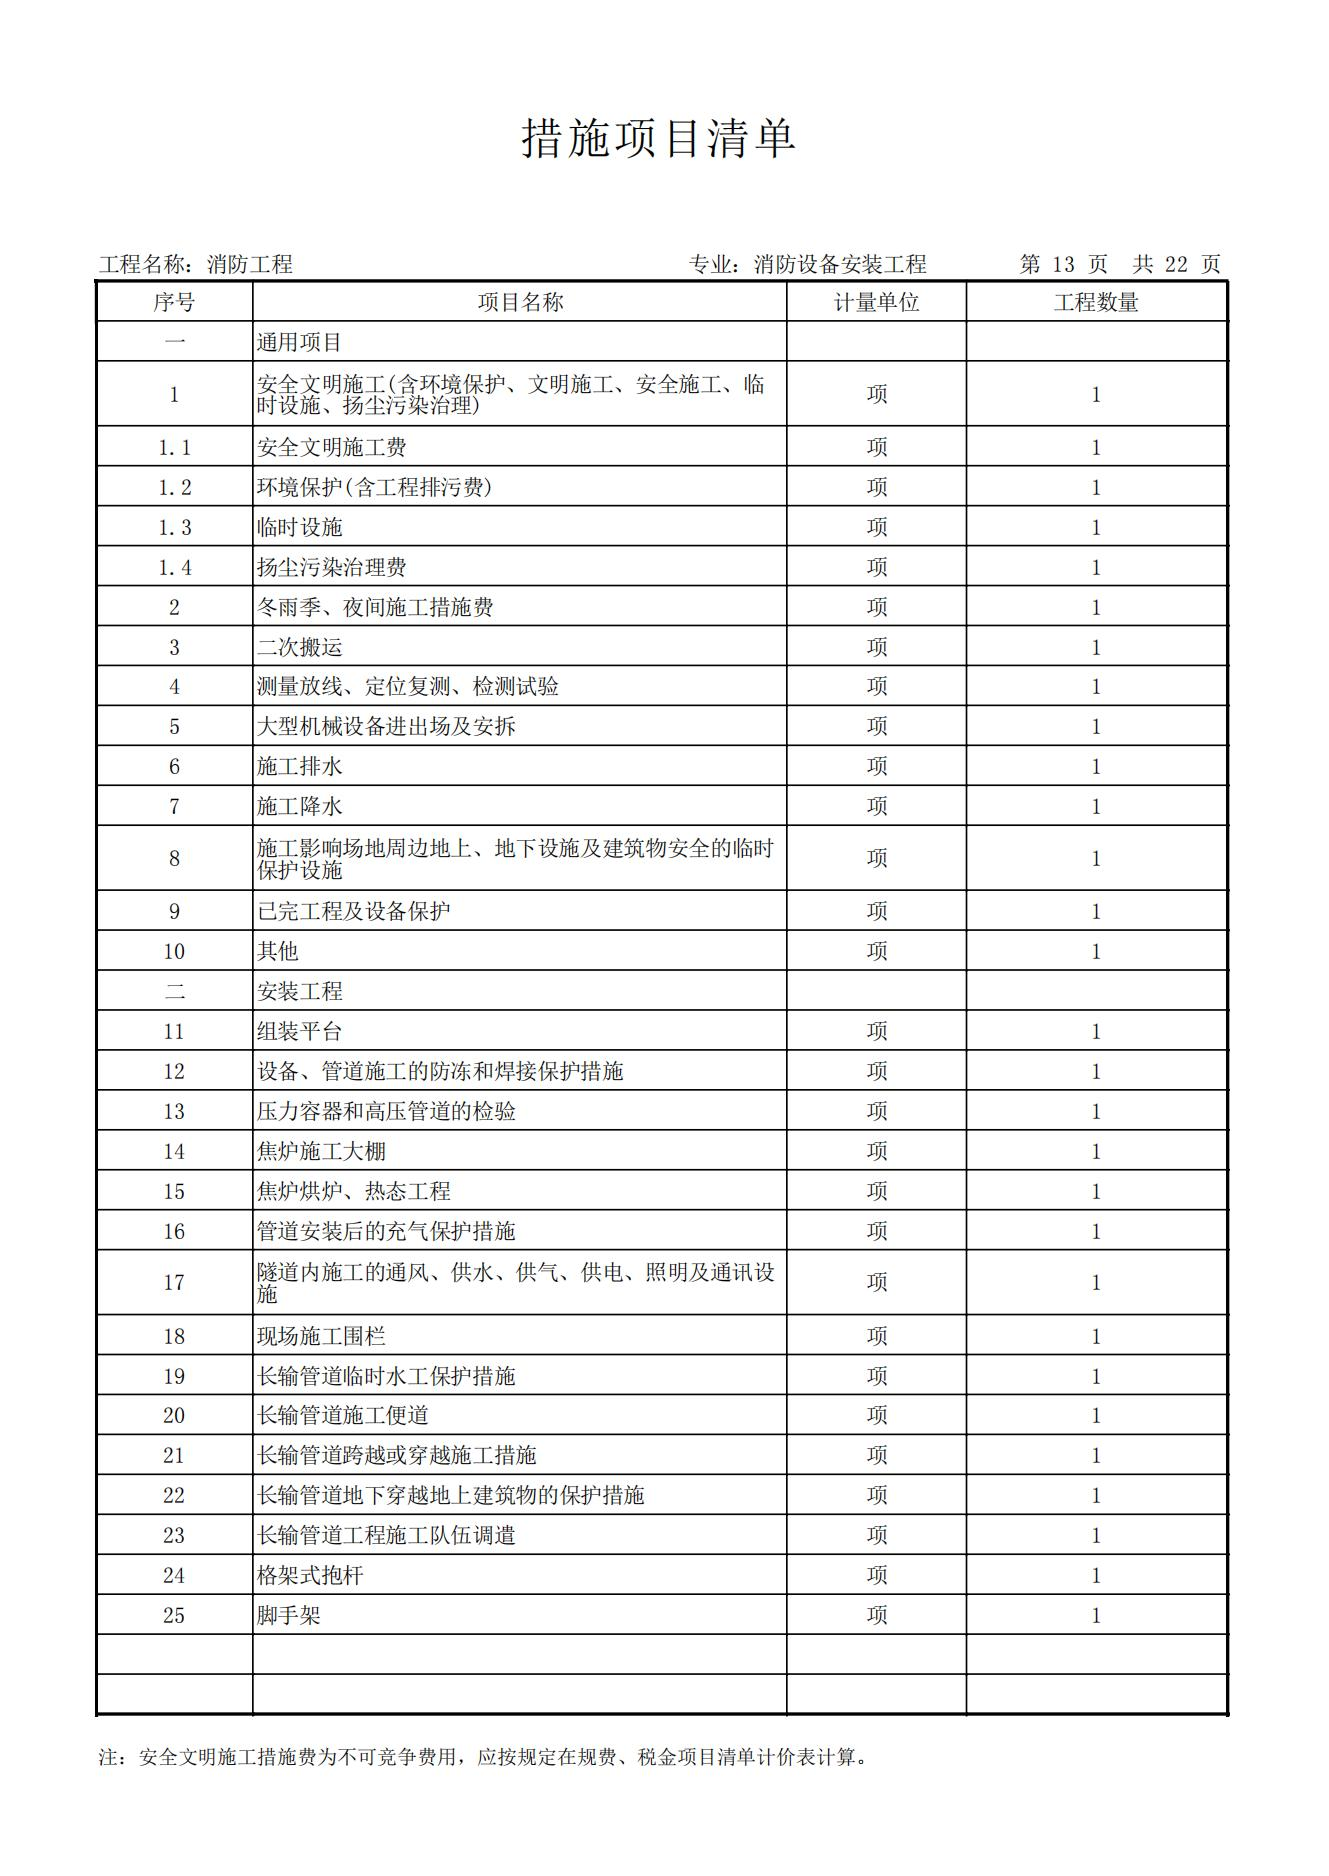 措施项目清单
工程名称：消防工程 专业：消防设备安装工程 第 13 页 共 22 页
序号 项目名称 计量单位 工程数量
一 通用项目
1 安全文明施工(含环境保护、文明施工、安全施工、临
时设施、扬尘污染治理) 项 1
1.1 安全文明施工费 项 1
1.2 环境保护(含工程排污费) 项 1
1.3 临时设施 项 1
1.4 扬尘污染治理费 项 1
2 冬雨季、夜间施工措施费 项 1
3 二次搬运 项 1
4 测量放线、定位复测、检测试验 项 1
5 大型机械设备进出场及安拆 项 1
6 施工排水 项 1
7 施工降水 项 1
8 施工影响场地周边地上、地下设施及建筑物安全的临时
保护设施 项 1
9 已完工程及设备保护 项 1
10 其他 项 1
二 安装工程
11 组装平台 项 1
12 设备、管道施工的防冻和焊接保护措施 项 1
13 压力容器和高压管道的检验 项 1
14 焦炉施工大棚 项 1
15 焦炉烘炉、热态工程 项 1
16 管道安装后的充气保护措施 项 1
17 隧道内施工的通风、供水、供气、供电、照明及通讯设
施 项 1
18 现场施工围栏 项 1
19 长输管道临时水工保护措施 项 1
20 长输管道施工便道 项 1
21 长输管道跨越或穿越施工措施 项 1
22 长输管道地下穿越地上建筑物的保护措施 项 1
23 长输管道工程施工队伍调遣 项 1
24 格架式抱杆 项 1
25 脚手架 项 1
注：安全文明施工措施费为不可竞争费用，应按规定在规费、税金项目清单计价表计算。